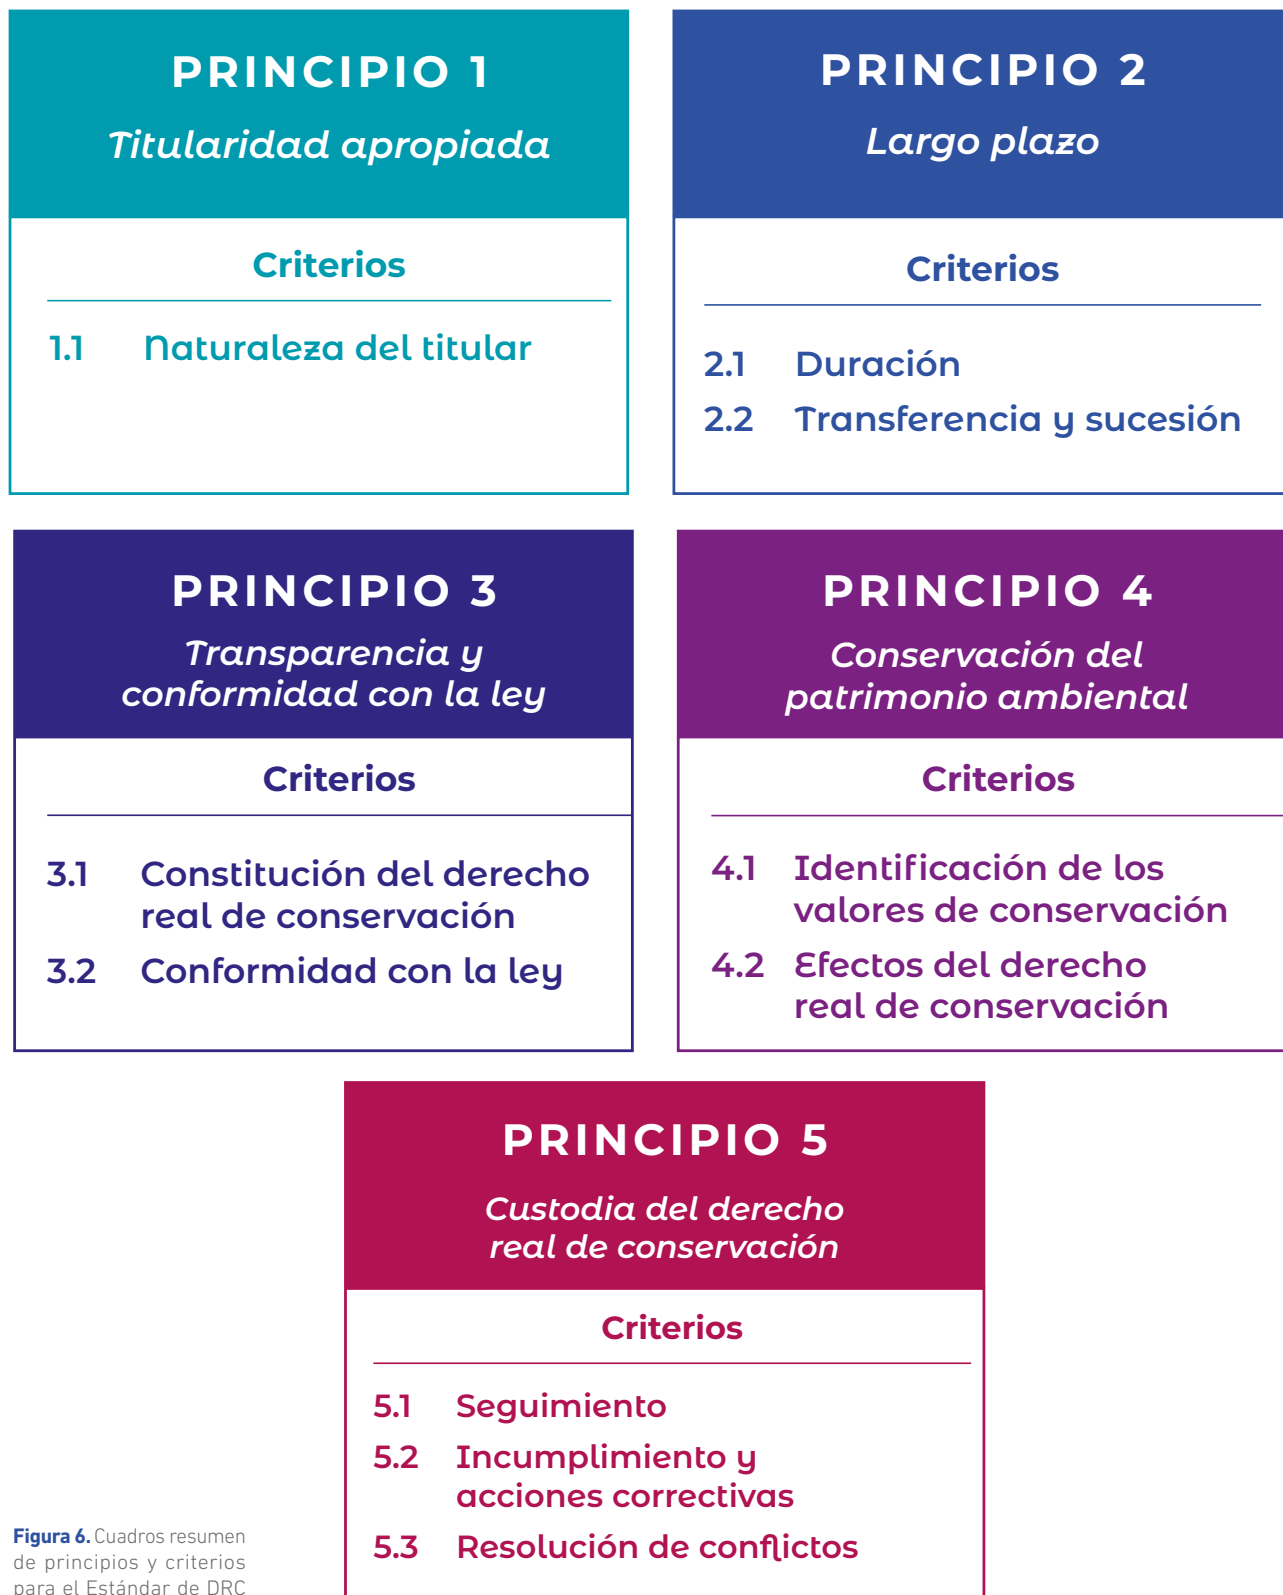 PRINCIPIO 1
Titularidad apropiada
Criterios
1.1 Naturaleza del titular
PRINCIPIO 2
Largo plazo
Criterios
2.1 Duración
2.2 Transferencia y sucesión
PRINCIPIO 3
Transparencia y
conformidad con la ley
Criterios
3.1 Constitución del derecho
real de conservación
3.2 Conformidad con la ley
PRINCIPIO 4
Conservación del
patrimonio ambiental
Criterios
4.1 Identificación de los
valores de conservación
4.2 Efectos del derecho
real de conservación
PRINCIPIO 5
Custodia del derecho
real de conservación
Criterios
5.1 Seguimiento
5.2 Incumplimiento y
acciones correctivas
5.3 Resolución de conflictos
Figura 6. Cuadros resumen
de principios y criterios
para el Estándar de DRC